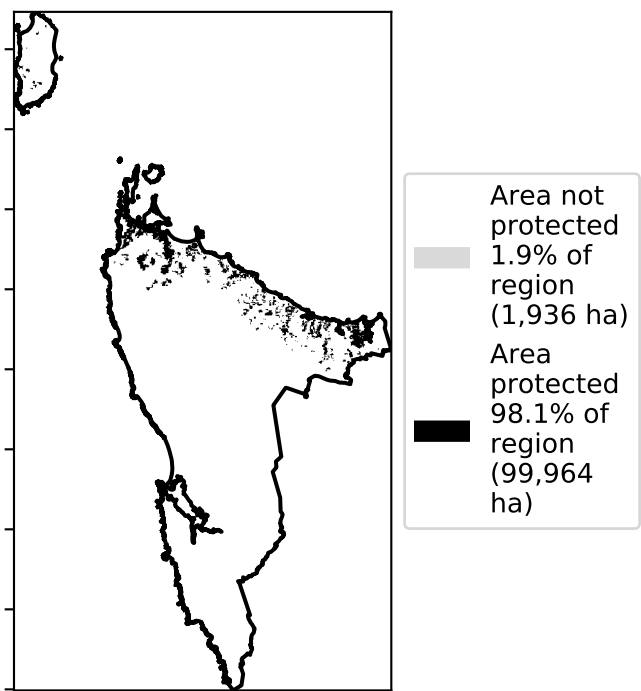 Area not
protected
1.9% of
region
(1,936 ha)
Area
protected
98.1% of
region
(99,964
ha)